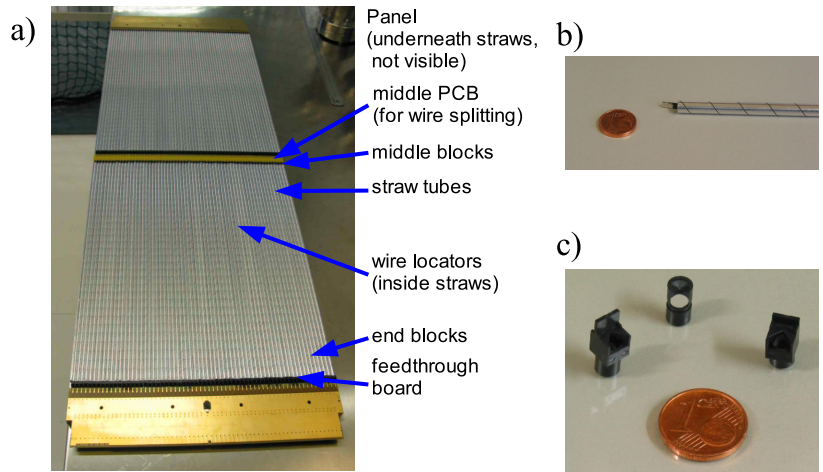 a)
Panel
(underneath straws,
not visible)
middle PCB
(for wire splitting)
middle blocks
straw tubes
wire locators
(inside straws)
end blocks
feedthrough
board
b)
c)
1